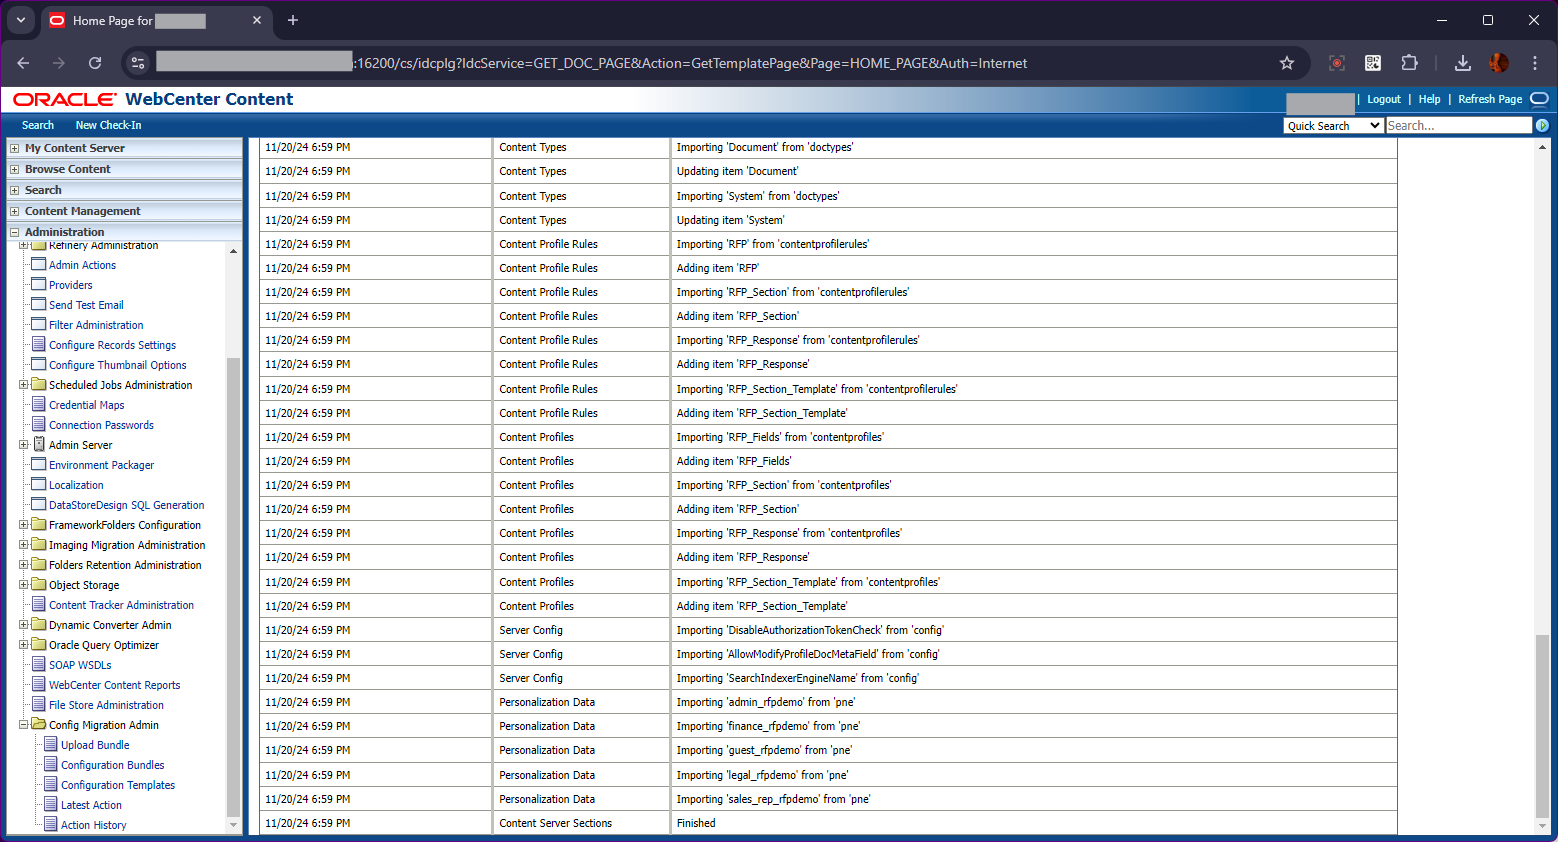 Home Page for
:16200/cs/idcplg?IdcService=GET_DOC_PAGE&Action=GetTemplatePage&Page=HOME_PAGE&Auth=Internet
ORACLE WebCenter Content
| Logout | Help | Refresh Page
Search New Check-In
Quick Search Search...
My Content Server
Browse Content
Search
Content Management
Administration
Refinery Administration
Admin Actions
Providers
Send Test Email
Filter Administration
Configure Records Settings
Configure Thumbnail Options
Scheduled Jobs Administration
Credential Maps
Connection Passwords
Admin Server
Environment Packager
Localization
DataStoreDesign SQL Generation
FrameworkFolders Configuration
Imaging Migration Administration
Folders Retention Administration
Object Storage
Content Tracker Administration
Dynamic Converter Admin
Oracle Query Optimizer
SOAP WSDLs
WebCenter Content Reports
File Store Administration
Config Migration Admin
Upload Bundle
Configuration Bundles
Configuration Templates
Latest Action
Action History
11/20/24 6:59 PM Content Types Importing 'Document' from 'doctypes'
11/20/24 6:59 PM Content Types Updating item 'Document'
11/20/24 6:59 PM Content Types Importing 'System' from 'doctypes'
11/20/24 6:59 PM Content Types Updating item 'System'
11/20/24 6:59 PM Content Profile Rules Importing 'RFP' from 'contentprofilerules'
11/20/24 6:59 PM Content Profile Rules Adding item 'RFP'
11/20/24 6:59 PM Content Profile Rules Importing 'RFP_Section' from 'contentprofilerules'
11/20/24 6:59 PM Content Profile Rules Adding item 'RFP_Section'
11/20/24 6:59 PM Content Profile Rules Importing 'RFP_Response' from 'contentprofilerules'
11/20/24 6:59 PM Content Profile Rules Adding item 'RFP_Response'
11/20/24 6:59 PM Content Profile Rules Importing 'RFP_Section_Template' from 'contentprofilerules'
11/20/24 6:59 PM Content Profile Rules Adding item 'RFP_Section_Template'
11/20/24 6:59 PM Content Profiles Importing 'RFP_Fields' from 'contentprofiles'
11/20/24 6:59 PM Content Profiles Adding item 'RFP_Fields'
11/20/24 6:59 PM Content Profiles Importing 'RFP_Section' from 'contentprofiles'
11/20/24 6:59 PM Content Profiles Adding item 'RFP_Section'
11/20/24 6:59 PM Content Profiles Importing 'RFP_Response' from 'contentprofiles'
11/20/24 6:59 PM Content Profiles Adding item 'RFP_Response'
11/20/24 6:59 PM Content Profiles Importing 'RFP_Section_Template' from 'contentprofiles'
11/20/24 6:59 PM Content Profiles Adding item 'RFP_Section_Template'
11/20/24 6:59 PM Server Config Importing 'DisableAuthorizationTokenCheck' from 'config'
11/20/24 6:59 PM Server Config Importing 'AllowModifyProfileDocMetaField' from 'config'
11/20/24 6:59 PM Server Config Importing 'SearchIndexerEngineName' from 'config'
11/20/24 6:59 PM Personalization Data Importing 'admin_rfpdemo' from 'pne'
11/20/24 6:59 PM Personalization Data Importing 'finance_rfpdemo' from 'pne'
11/20/24 6:59 PM Personalization Data Importing 'guest_rfpdemo' from 'pne'
11/20/24 6:59 PM Personalization Data Importing 'legal_rfpdemo' from 'pne'
11/20/24 6:59 PM Personalization Data Importing 'sales_rep_rfpdemo' from 'pne'
11/20/24 6:59 PM Content Server Sections Finished